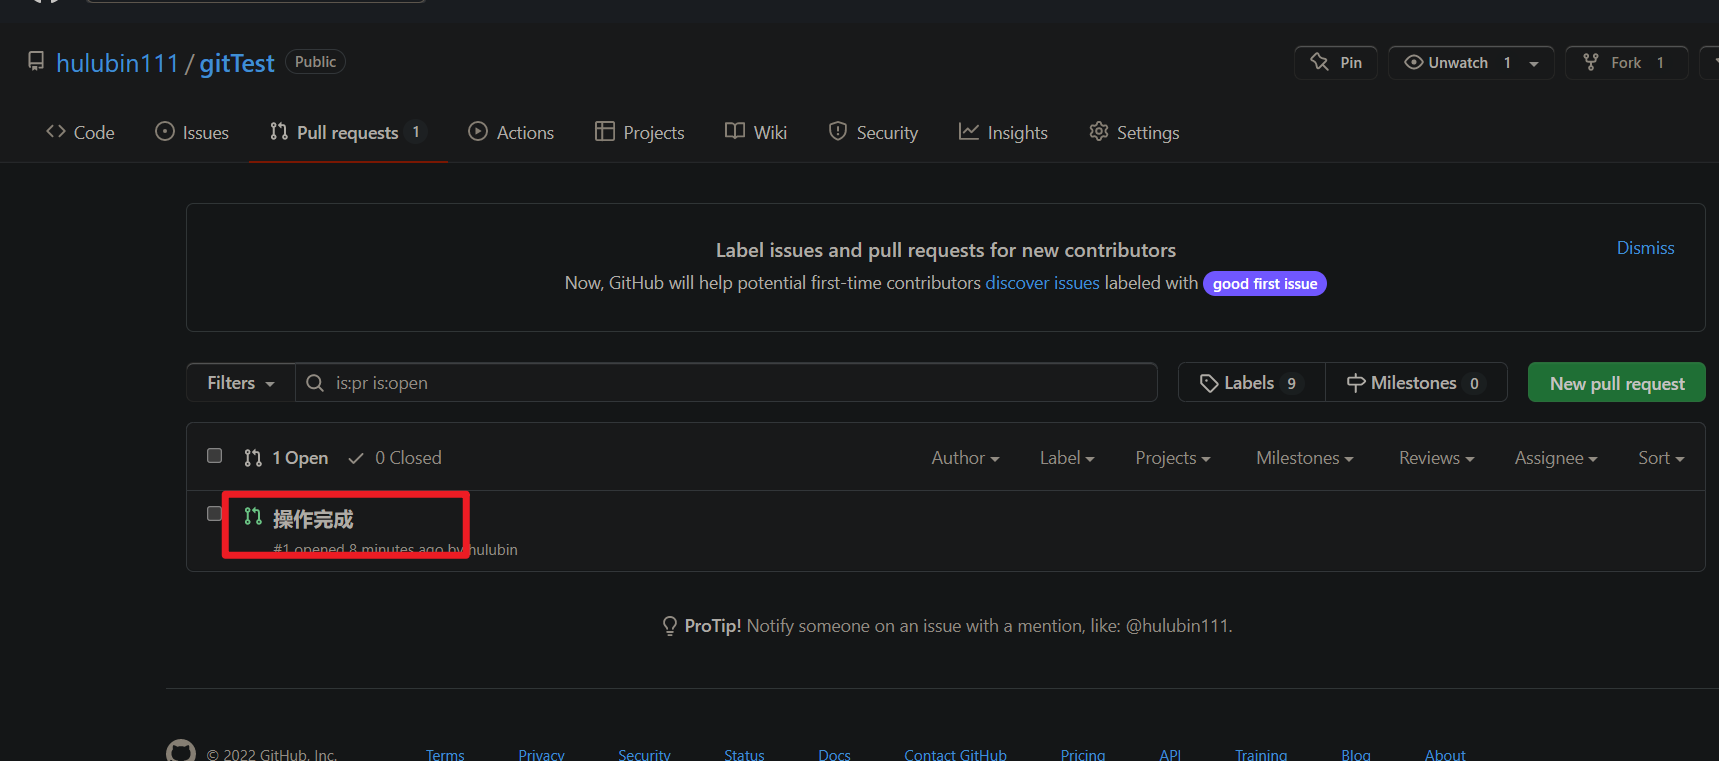 hulubin111 / gitTest Public Pin Unwatch 1 Fork 1
Code Issues Pull requests 1 Actions Projects Wiki Security Insights Settings
Label issues and pull requests for new contributors
Dismiss
Now, GitHub will help potential first-time contributors discover issues labeled with good first issue
Filters is:pr is:open Labels 9 Milestones 0 New pull request
1 Open 0 Closed Author Label Projects Milestones Reviews Assignee Sort
操作完成
#1 opened 8 minutes ago by hulubin
ProTip! Notify someone on an issue with a mention, like: @hulubin111.
© 2022 GitHub, Inc. Terms Privacy Security Status Docs Contact GitHub Pricing API Training Blog About